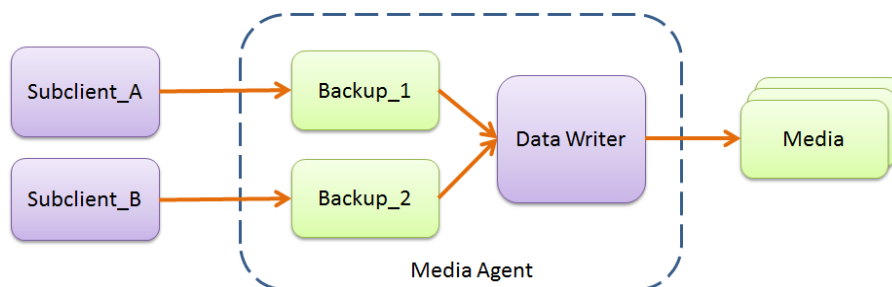 Subclient_A
Backup_1
Data Writer
Media
Subclient_B
Backup_2
Media Agent